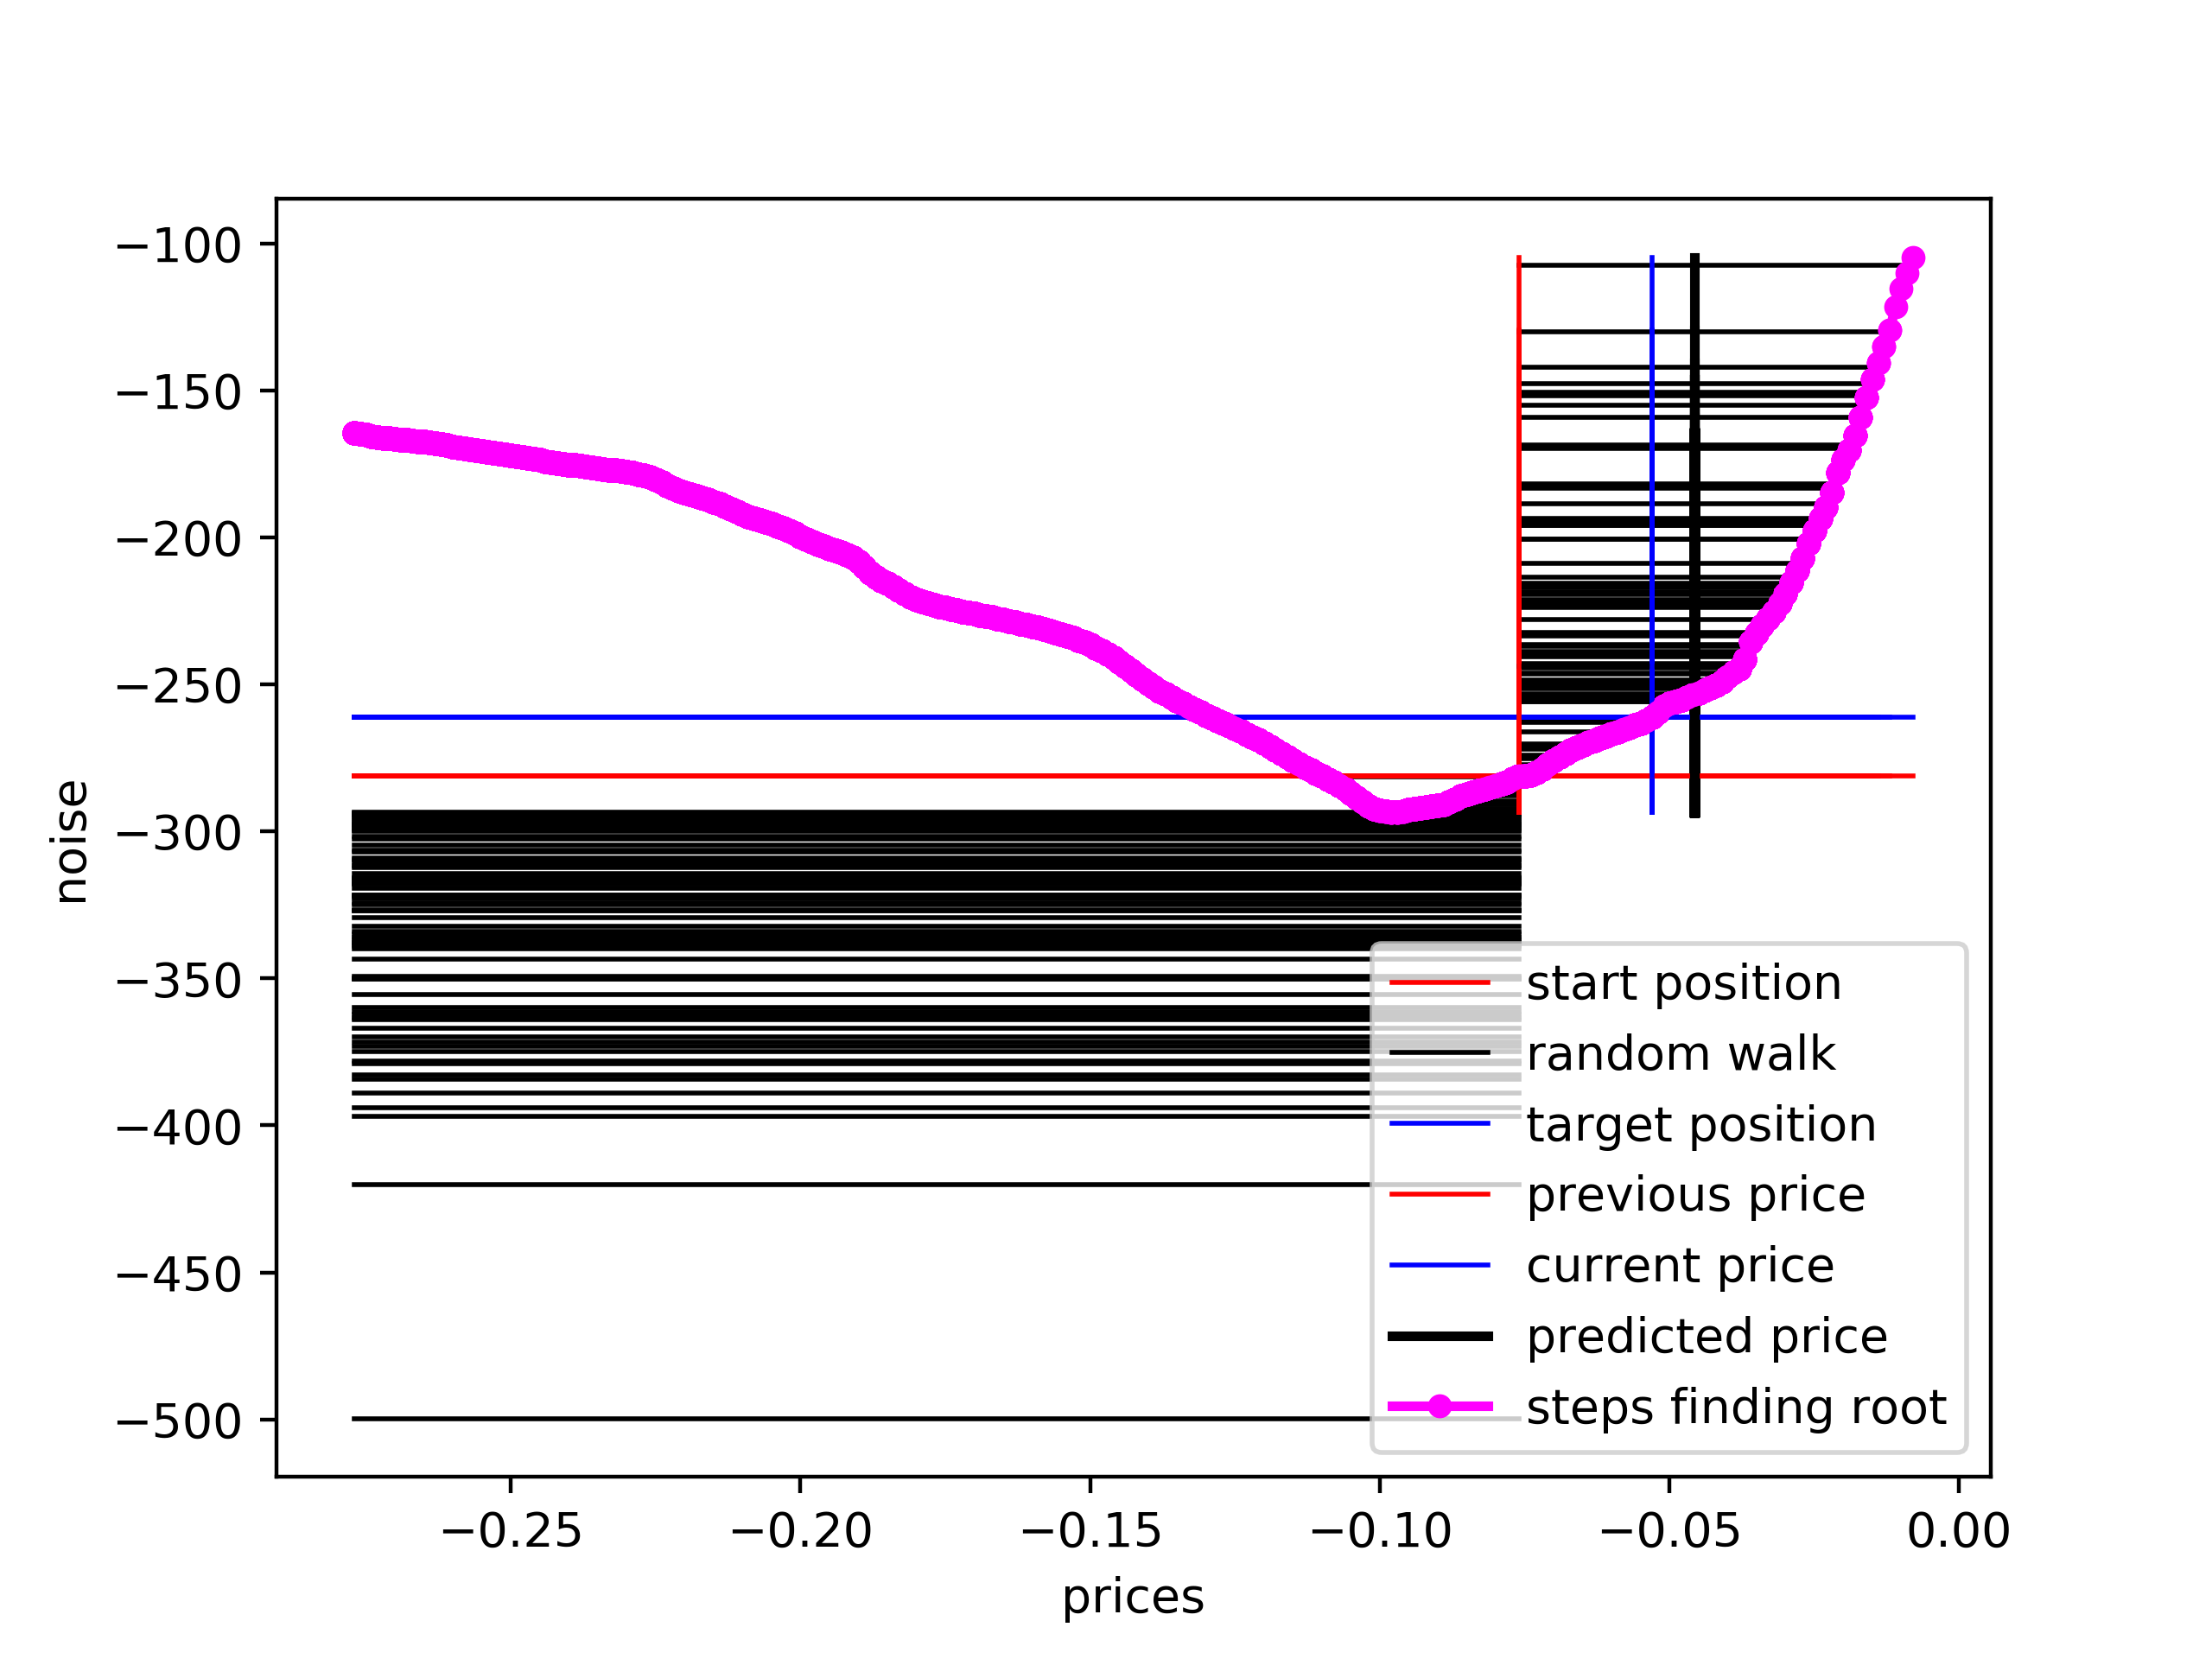 −100
−150
−200
−250
−300
−350
−400
−450
−500
noise
−0.25
−0.20
−0.15
−0.10
−0.05
0.00
prices
start position
random walk
target position
previous price
current price
predicted price
steps finding root